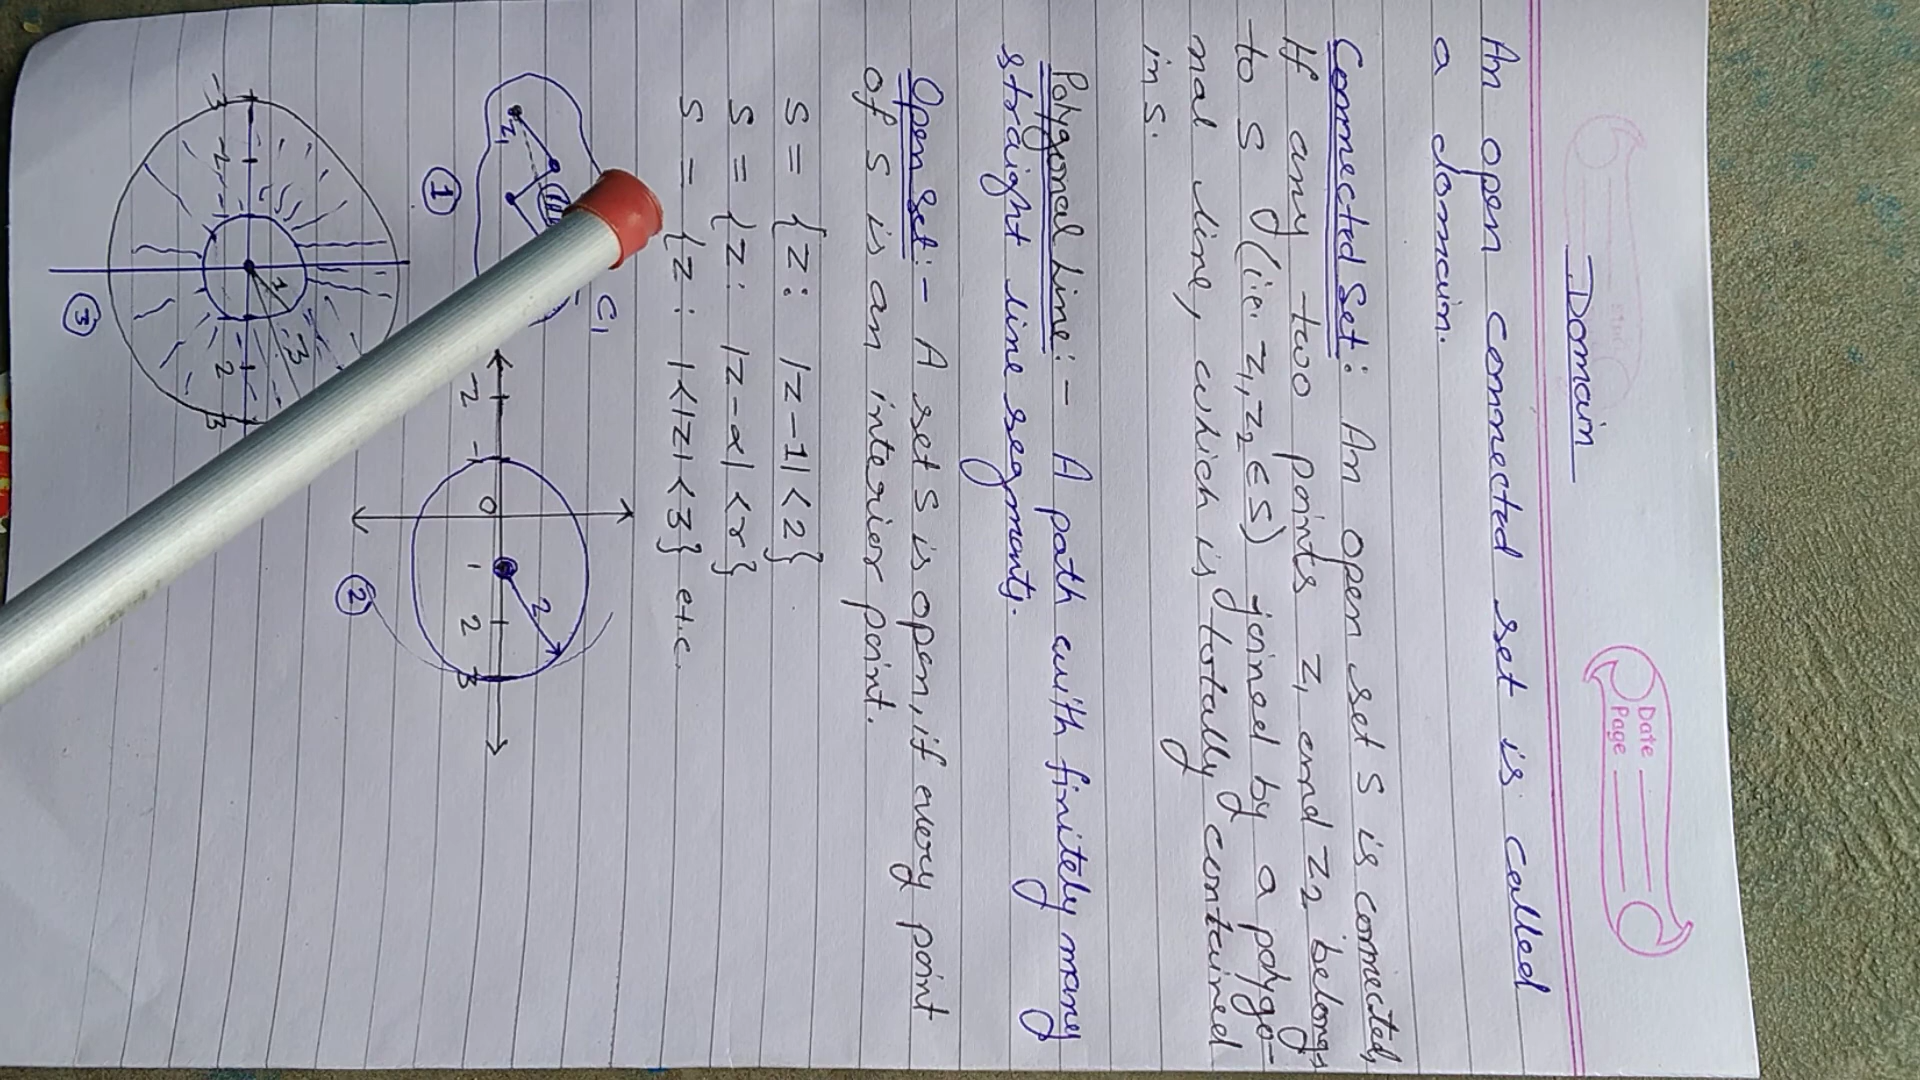 Date
Page
Domain
An open connected set is called
a domain.
Connected Set: An open set S is connected,
If any two points z1 and z2 belongs
to S (i.e. z1, z2 ∈ S) joined by a polygo-
nal line, which is totally contained
in S.
Polygonal Line:- A path with finitely many
straight line segments.
Open Set:- A set S is open, if every point
of S is an interior point.
S = {z: |z-1|<2}
S = {z: |z-α|<r}
S = {z: 1<|z|<3} etc.
z1
C1
①
-2 -1 0 1 2 3
2
②
-3 -2 -1 2 3
1
3
③